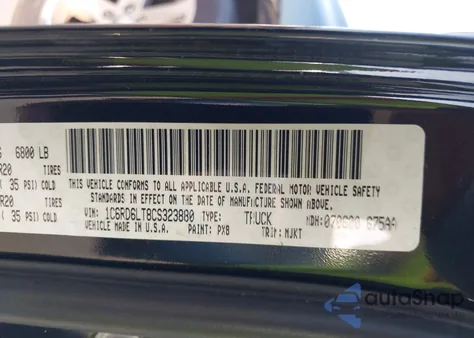 6800 LB
R20 TIRES
( 35 PSI) COLD
R20 TIRES
( 35 PSI) COLD
THIS VEHICLE CONFORMS TO ALL APPLICABLE U.S.A. FEDERAL MOTOR VEHICLE SAFETY
STANDARDS IN EFFECT ON THE DATE OF MANUFACTURE SHOWN ABOVE.
VIN: 1C6RD6LT8CS323880 TYPE: TRUCK MDH:
VEHICLE MADE IN U.S.A. PAINT: PX8 TRIM: MJKT
autoSnap